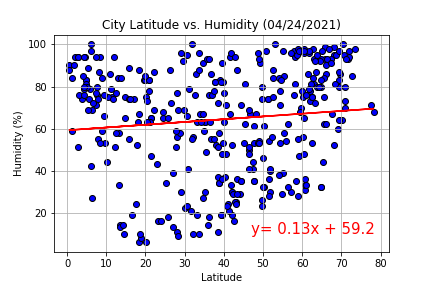 City Latitude vs. Humidity (04/24/2021)
Humidity (%)
100
80
60
40
20
y= 0.13x + 59.2
0 10 20 30 40 50 60 70 80
Latitude